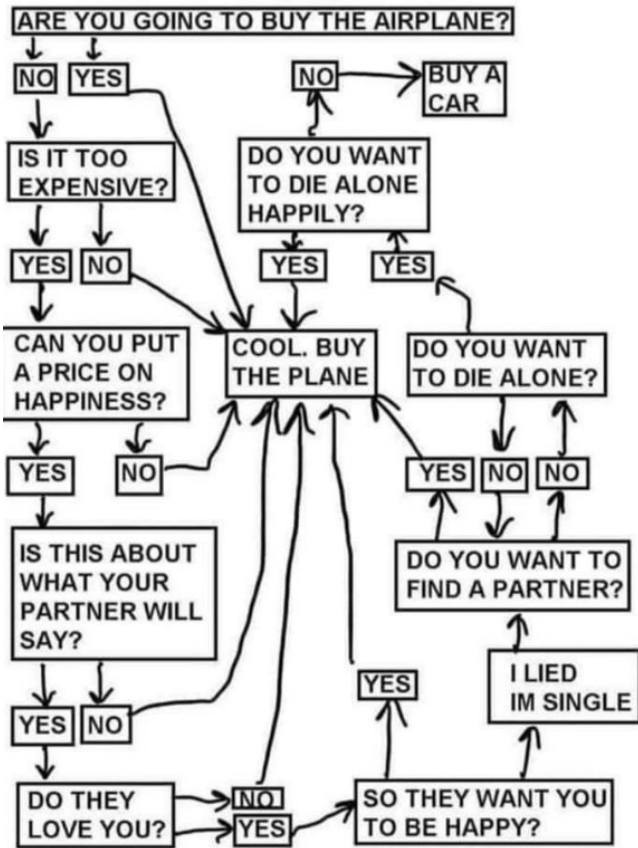 ARE YOU GOING TO BUY THE AIRPLANE?
NO
YES
IS IT TOO
EXPENSIVE?
YES
NO
CAN YOU PUT
A PRICE ON
HAPPINESS?
YES
NO
IS THIS ABOUT
WHAT YOUR
PARTNER WILL
SAY?
YES
NO
DO THEY
LOVE YOU?
NO
YES
SO THEY WANT YOU
TO BE HAPPY?
YES
I LIED
IM SINGLE
DO YOU WANT TO
FIND A PARTNER?
YES
NO
NO
DO YOU WANT
TO DIE ALONE?
YES
DO YOU WANT
TO DIE ALONE
HAPPILY?
YES
NO
BUY A
CAR
COOL. BUY
THE PLANE